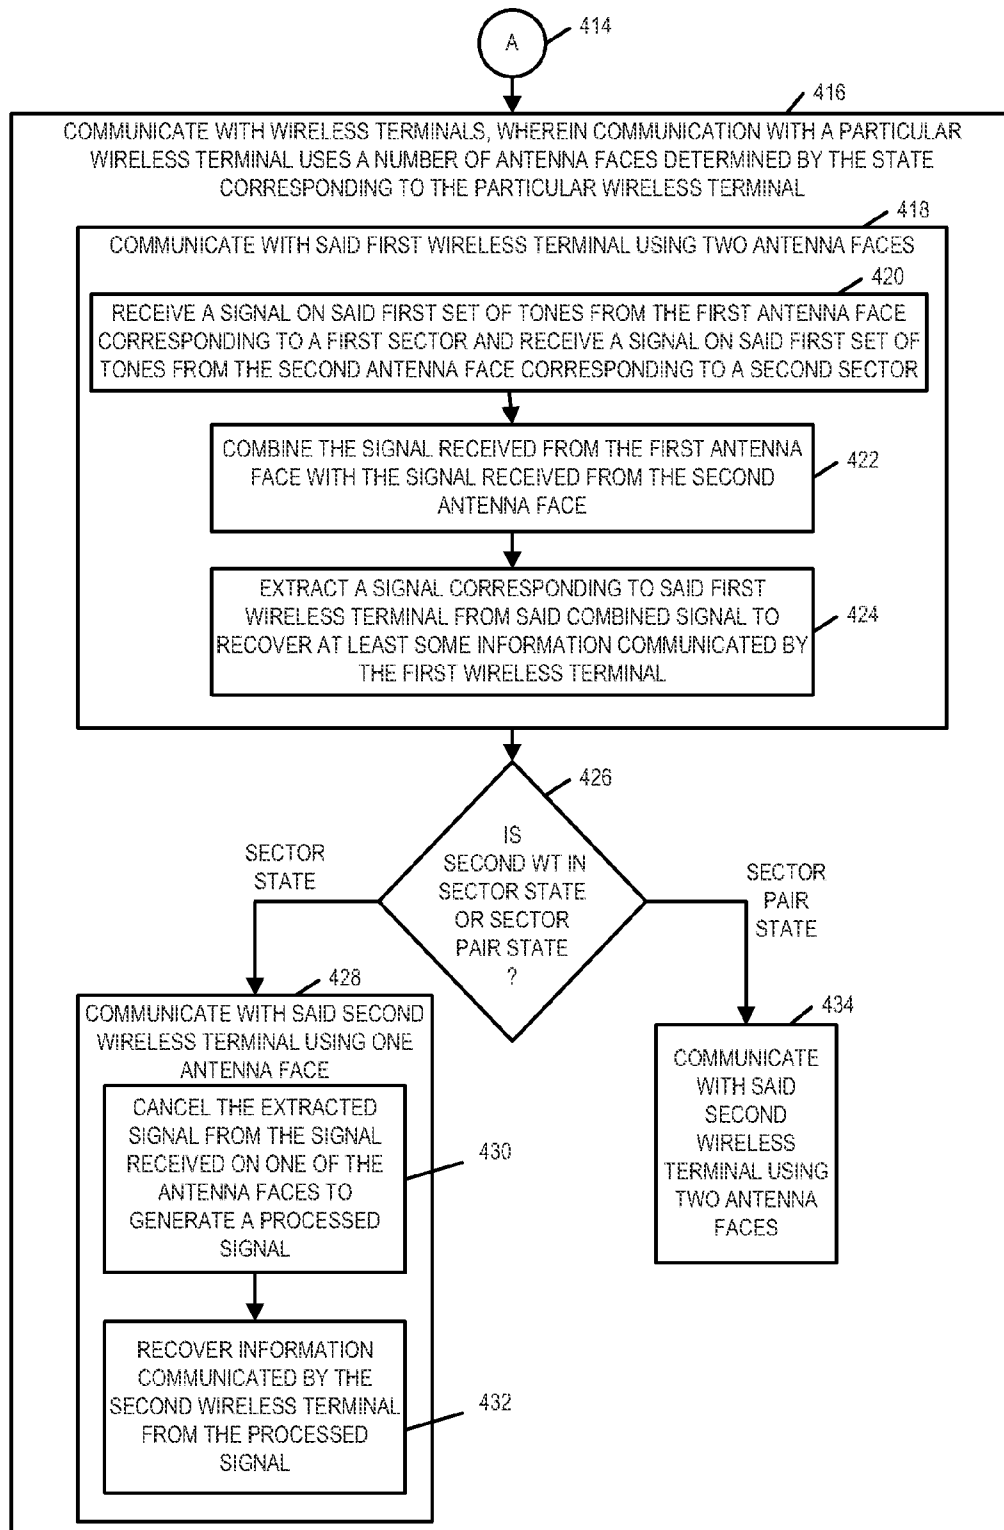 A
414
416
COMMUNICATE WITH WIRELESS TERMINALS, WHEREIN COMMUNICATION WITH A PARTICULAR
WIRELESS TERMINAL USES A NUMBER OF ANTENNA FACES DETERMINED BY THE STATE
CORRESPONDING TO THE PARTICULAR WIRELESS TERMINAL
418
COMMUNICATE WITH SAID FIRST WIRELESS TERMINAL USING TWO ANTENNA FACES
420
RECEIVE A SIGNAL ON SAID FIRST SET OF TONES FROM THE FIRST ANTENNA FACE
CORRESPONDING TO A FIRST SECTOR AND RECEIVE A SIGNAL ON SAID FIRST SET OF
TONES FROM THE SECOND ANTENNA FACE CORRESPONDING TO A SECOND SECTOR
COMBINE THE SIGNAL RECEIVED FROM THE FIRST ANTENNA
FACE WITH THE SIGNAL RECEIVED FROM THE SECOND
ANTENNA FACE
422
EXTRACT A SIGNAL CORRESPONDING TO SAID FIRST
WIRELESS TERMINAL FROM SAID COMBINED SIGNAL TO
RECOVER AT LEAST SOME INFORMATION COMMUNICATED BY
THE FIRST WIRELESS TERMINAL
424
426
IS
SECOND WT IN
SECTOR STATE
OR SECTOR
PAIR STATE
?
SECTOR
STATE
SECTOR
PAIR
STATE
428
COMMUNICATE WITH SAID SECOND
WIRELESS TERMINAL USING ONE
ANTENNA FACE
CANCEL THE EXTRACTED
SIGNAL FROM THE SIGNAL
RECEIVED ON ONE OF THE
ANTENNA FACES TO
GENERATE A PROCESSED
SIGNAL
430
RECOVER INFORMATION
COMMUNICATED BY THE
SECOND WIRELESS TERMINAL
FROM THE PROCESSED
SIGNAL
432
434
COMMUNICATE
WITH SAID
SECOND
WIRELESS
TERMINAL USING
TWO ANTENNA
FACES